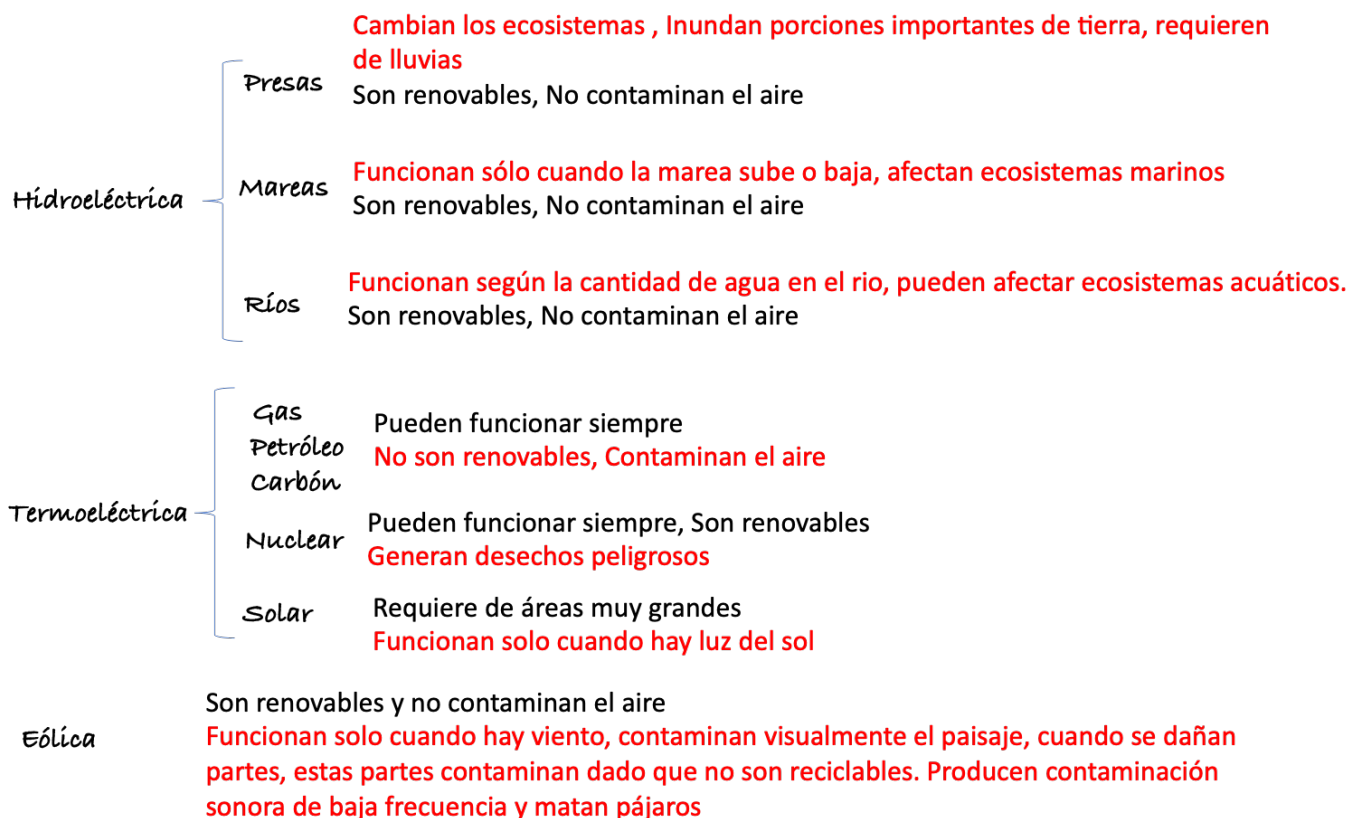 Cambian los ecosistemas , Inundan porciones importantes de tierra, requieren
de lluvias
Presas
Son renovables, No contaminan el aire
Hidroeléctrica
Mareas
Funcionan sólo cuando la marea sube o baja, afectan ecosistemas marinos
Son renovables, No contaminan el aire
Ríos
Funcionan según la cantidad de agua en el rio, pueden afectar ecosistemas acuáticos.
Son renovables, No contaminan el aire
Termoeléctrica
Gas
Petróleo
Carbón
Pueden funcionar siempre
No son renovables, Contaminan el aire
Nuclear
Pueden funcionar siempre, Son renovables
Generan desechos peligrosos
Solar
Requiere de áreas muy grandes
Funcionan solo cuando hay luz del sol
Eólica
Son renovables y no contaminan el aire
Funcionan solo cuando hay viento, contaminan visualmente el paisaje, cuando se dañan
partes, estas partes contaminan dado que no son reciclables. Producen contaminación
sonora de baja frecuencia y matan pájaros